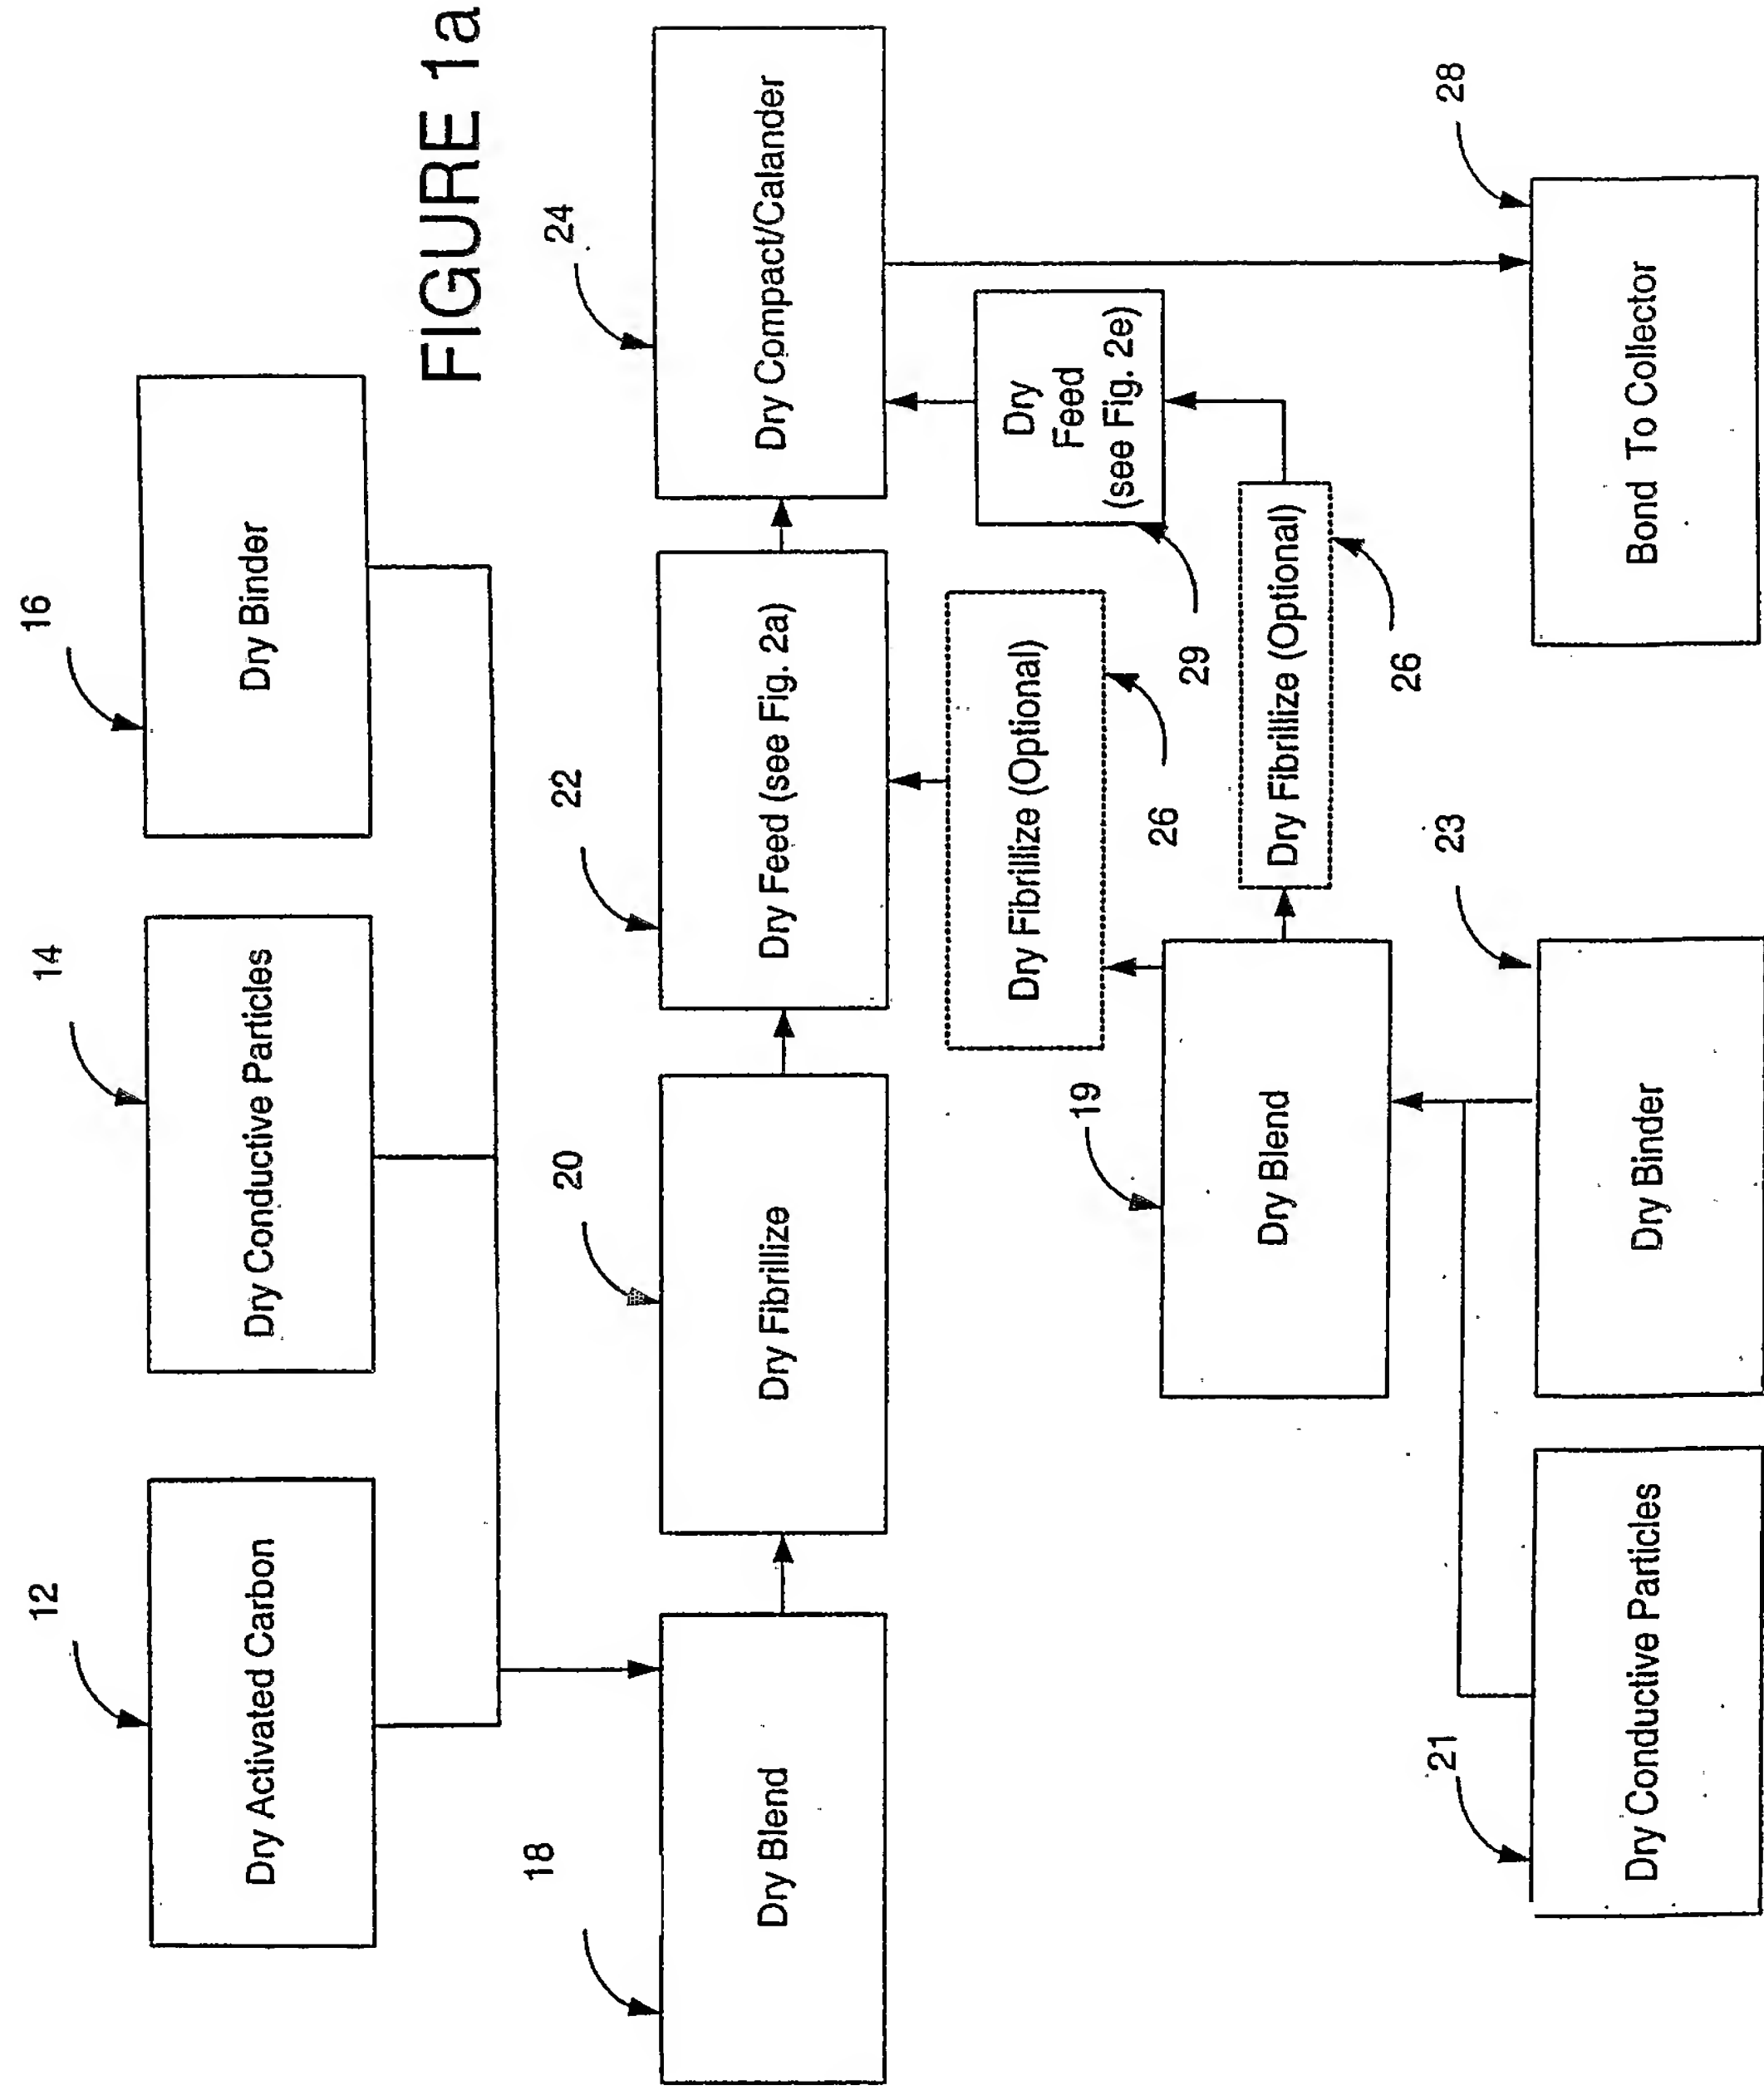 FIGURE 1a
12
Dry Activated Carbon
14
Dry Conductive Particles
16
Dry Binder
18
Dry Blend
20
Dry Fibrillize
22
Dry Feed (see Fig. 2a)
24
Dry Compact/Calander
Dry Fibrillize (Optional)
26
Dry
Feed
(see Fig. 2e)
29
19
Dry Blend
Dry Fibrillize (Optional)
26
21
Dry Conductive Particles
23
Dry Binder
28
Bond To Collector